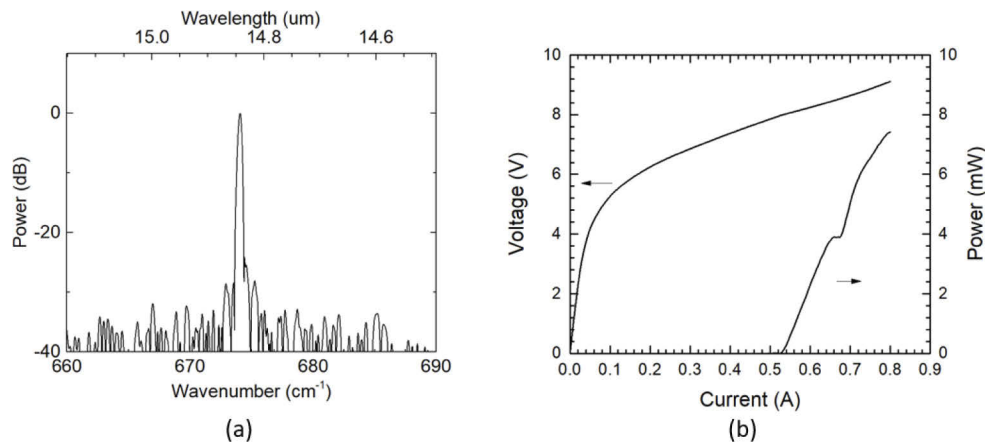 Wavelength (um)
15.0 14.8 14.6
0
-20
-40
Power (dB)
660 670 680 690
Wavenumber (cm⁻¹)
(a)
10
8
6
4
2
0
Voltage (V)
10
8
6
4
2
0
Power (mW)
0.0 0.1 0.2 0.3 0.4 0.5 0.6 0.7 0.8 0.9
Current (A)
(b)